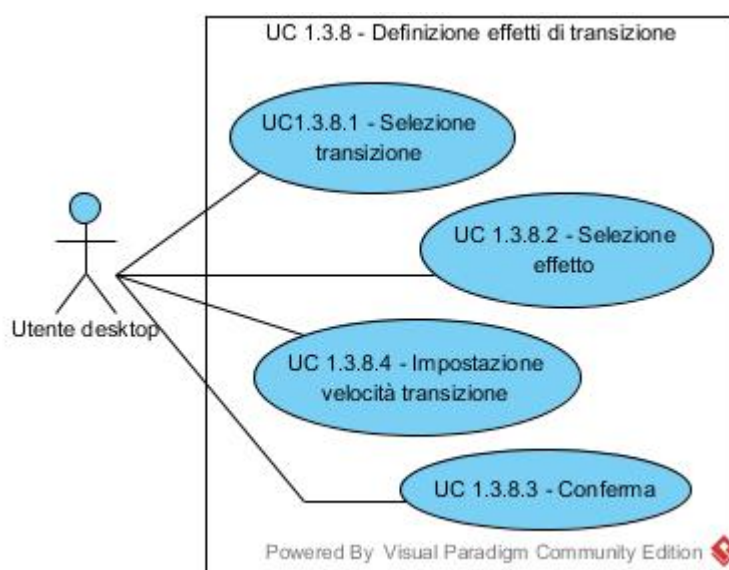 UC 1.3.8 - Definizione effetti di transizione
UC1.3.8.1 - Selezione
transizione
UC 1.3.8.2 - Selezione
effetto
Utente desktop
UC 1.3.8.4 - Impostazione
velocità transizione
UC 1.3.8.3 - Conferma
Powered By Visual Paradigm Community Edition